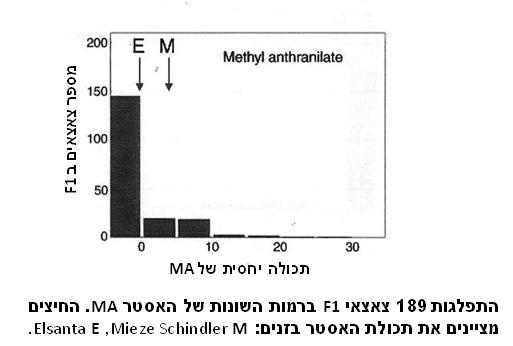 E M
Methyl anthranilate
מספר צאצאים ב F1
200
150
100
50
0
0 10 20 30
תכולה יחסית של MA
התפלגות 189 צאצאי F1 ברמות השונות של האסטר MA. החיצים
מציינים את תכולת האסטר בזנים: Elsanta E ,Mieze Schindler M.